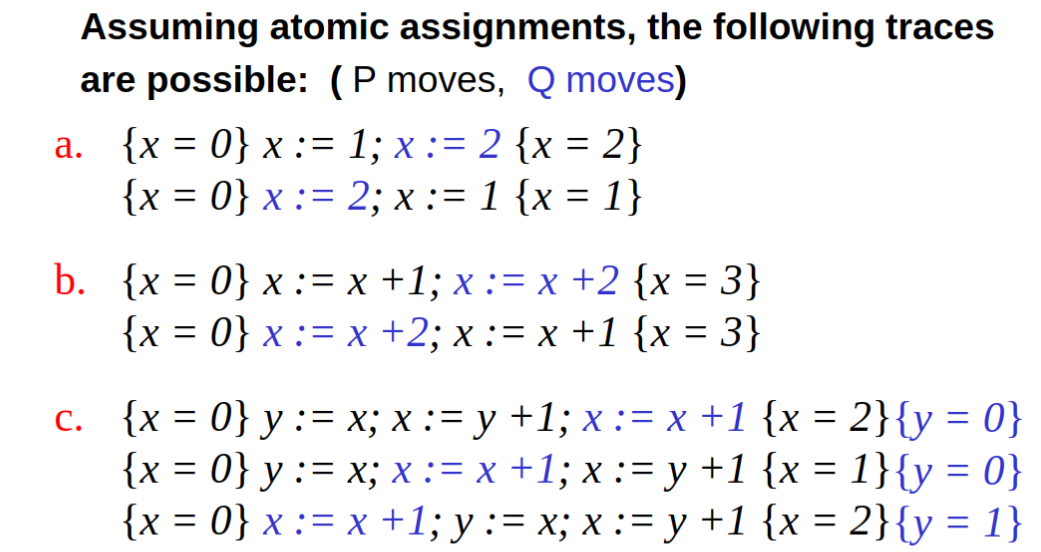 Assuming atomic assignments, the following traces
are possible: ( P moves, Q moves)
a. {x = 0} x := 1; x := 2 {x = 2}
{x = 0} x := 2; x := 1 {x = 1}
b. {x = 0} x := x +1; x := x +2 {x = 3}
{x = 0} x := x +2; x := x +1 {x = 3}
c. {x = 0} y := x; x := y +1; x := x +1 {x = 2}{y = 0}
{x = 0} y := x; x := x +1; x := y +1 {x = 1}{y = 0}
{x = 0} x := x +1; y := x; x := y +1 {x = 2}{y = 1}